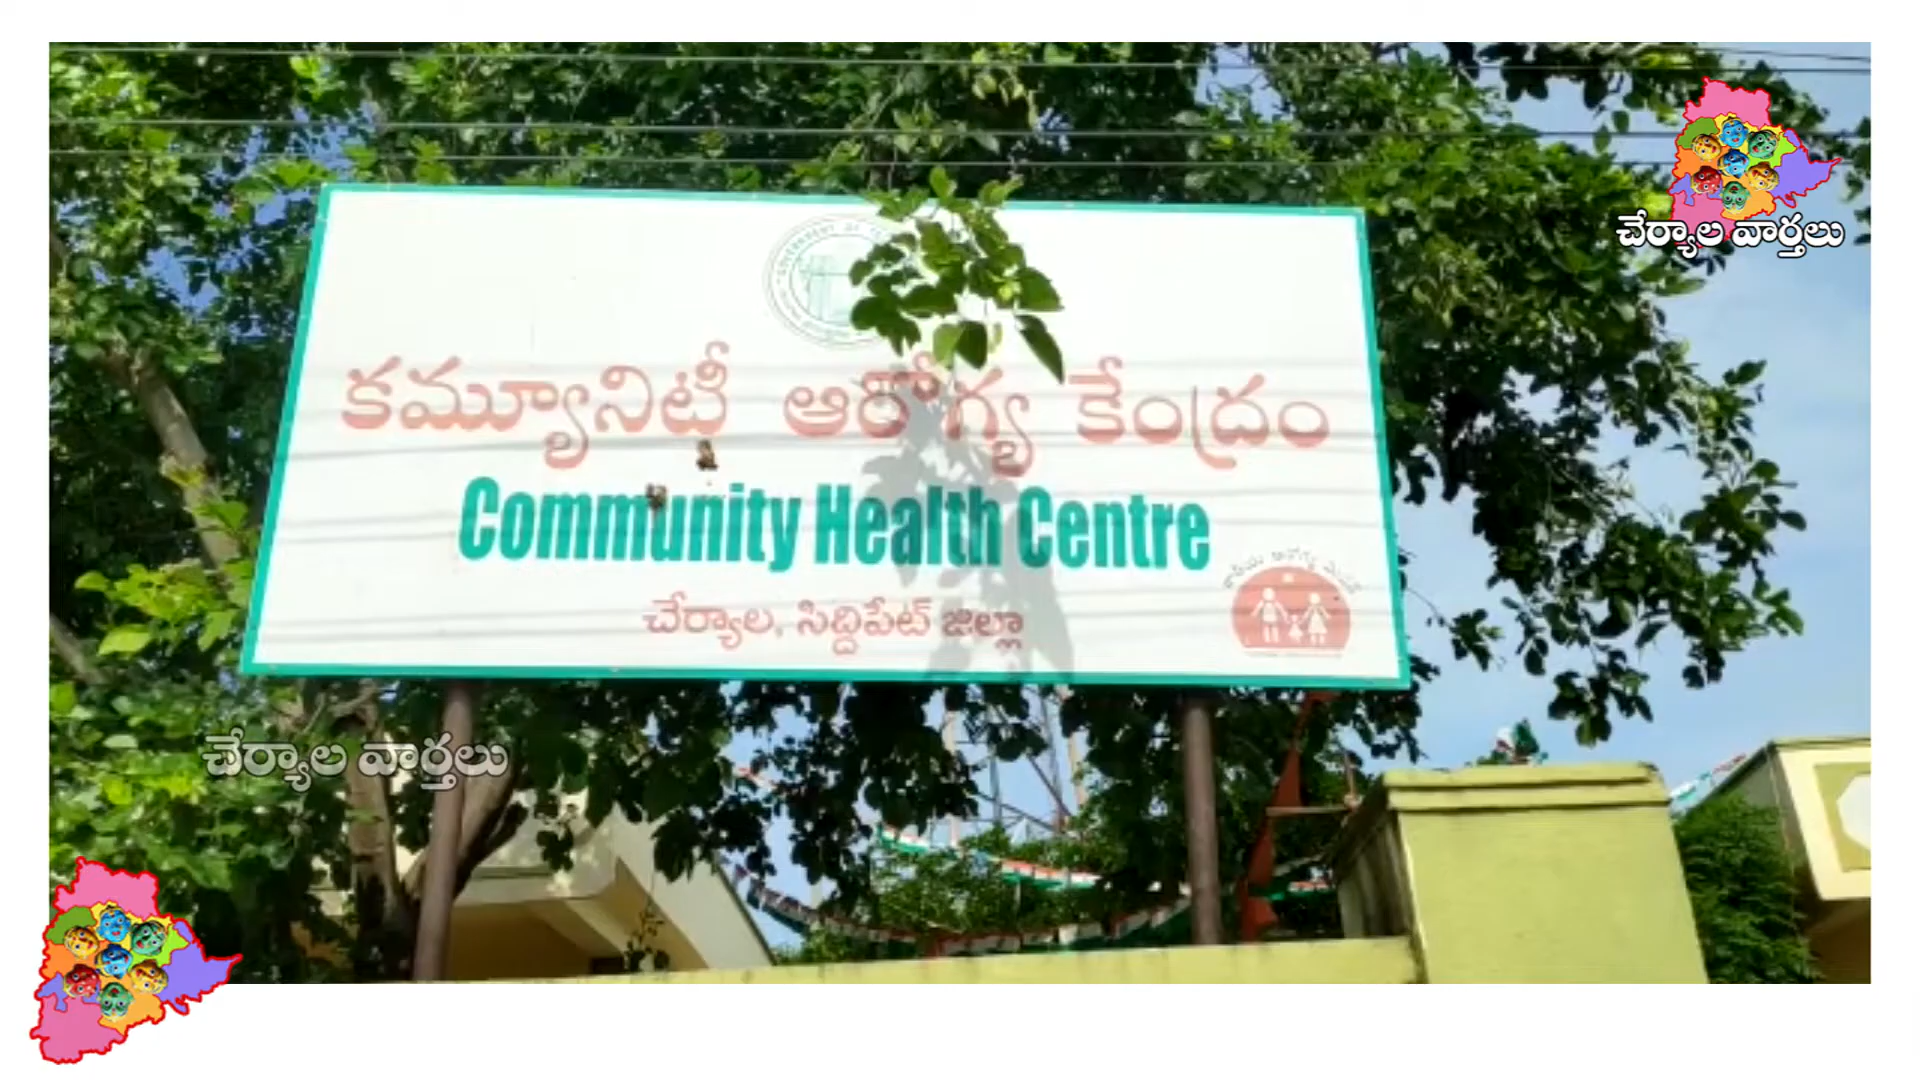 చేర్యాల వార్తలు
కమ్యూనిటీ ఆరోగ్య కేంద్రం
Community Health Centre
చేర్యాల, సిద్దిపేట్ జిల్లా
చేర్యాల వార్తలు